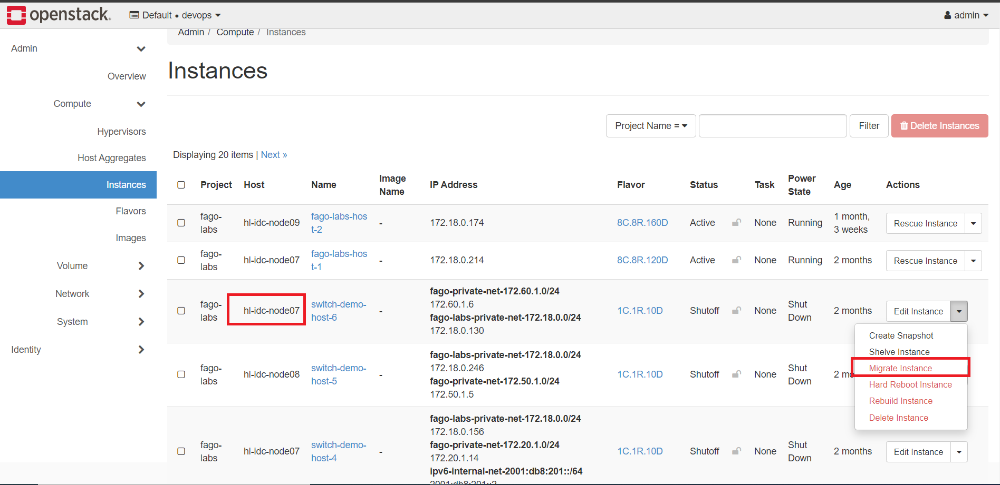 openstack.
Default • devops
admin
Admin / Compute / Instances
Admin
Overview
Compute
Hypervisors
Host Aggregates
Instances
Flavors
Images
Volume
Network
System
Identity
Instances
Project Name =
Filter
Delete Instances
Displaying 20 items | Next »
Project Host Name Image Name IP Address Flavor Status Task Power State Age Actions
fago-
labs
hl-idc-node09
fago-labs-hos
t-2
-
172.18.0.174
8C.8R.160D
Active
None
Running
1 month,
3 weeks
Rescue Instance
fago-
labs
hl-idc-node07
fago-labs-hos
t-1
-
172.18.0.214
8C.8R.120D
Active
None
Running
2 months
Rescue Instance
fago-
labs
hl-idc-node07
switch-demo-
host-6
-
fago-private-net-172.60.1.0/24
172.60.1.6
fago-labs-private-net-172.18.0.0/24
172.18.0.130
1C.1R.10D
Shutoff
None
Shut
Down
2 months
Edit Instance
Create Snapshot
Shelve Instance
Migrate Instance
Hard Reboot Instance
Rebuild Instance
Delete Instance
fago-
labs
hl-idc-node08
switch-demo-
host-5
-
fago-labs-private-net-172.18.0.0/24
172.18.0.246
fago-private-net-172.50.1.0/24
172.50.1.5
1C.1R.10D
Shutoff
None
Shut
Down
2 mo
fago-
labs
hl-idc-node07
switch-demo-
host-4
-
fago-labs-private-net-172.18.0.0/24
172.18.0.156
fago-private-net-172.20.1.0/24
172.20.1.14
ipv6-internal-net-2001:db8:201::/64
2001:db8:201::2
1C.1R.10D
Shutoff
None
Shut
Down
2 months
Edit Instance